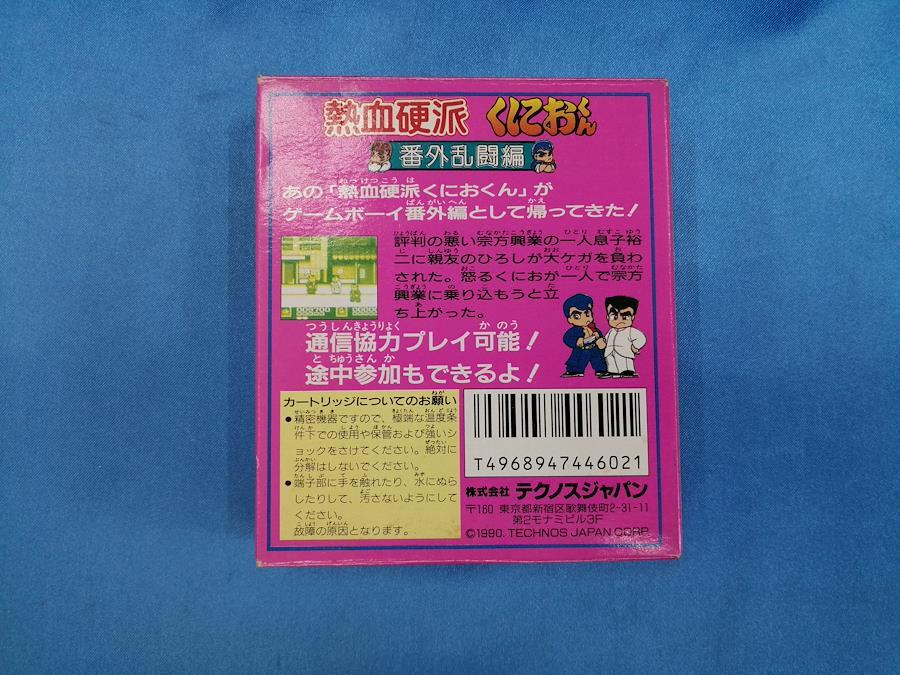 熱血硬派 くにおくん
番外乱闘編
あの「熱血硬派くにおくん」が
ゲームボーイ番外編として帰ってきた!
評判の悪い宗方興業の一人息子裕
二に親友のひろしが大ケガを負わ
された。怒るくにおが一人で宗方
興業に乗り込もうと立
ち上がった。
通信協力プレイ可能!
途中参加もできるよ!
カートリッジについてのお願い
●精密機器ですので、極端な温度条
件下での使用や保管および強いシ
ョックをさけてください。絶対に
分解はしないでください。
●端子部に手を触れたり、水にぬら
したりして、汚さないようにして
ください。
故障の原因となります。
T4968947446021
株式会社 テクノスジャパン
〒160 東京都新宿区歌舞伎町2-31-11
第2モナミビル3F
©1990. TECHNOS JAPAN CORP.